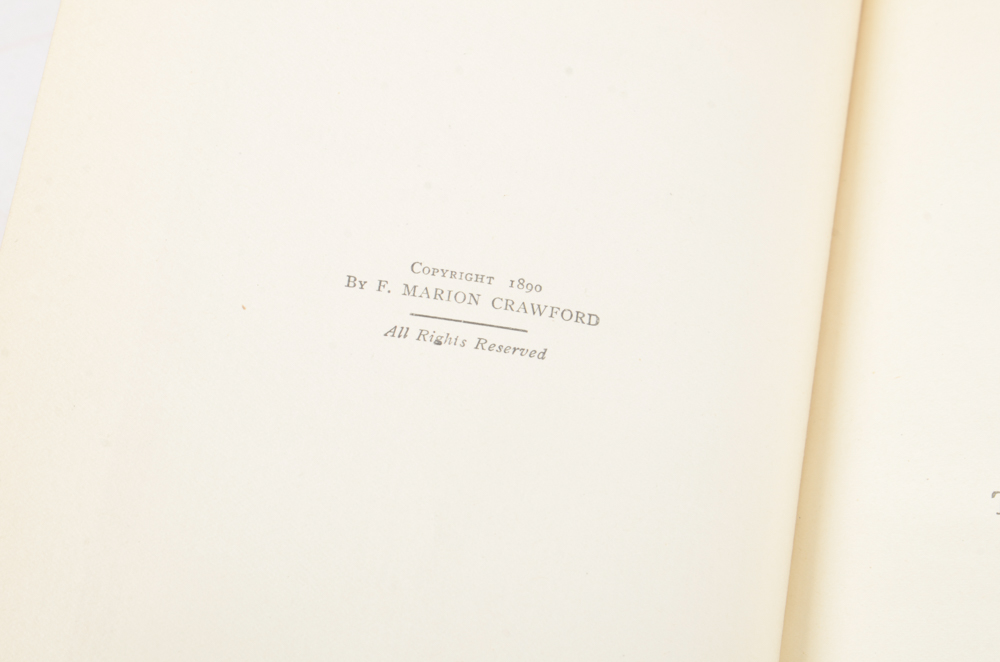 Copyright 1890
By F. MARION CRAWFORD
All Rights Reserved
T